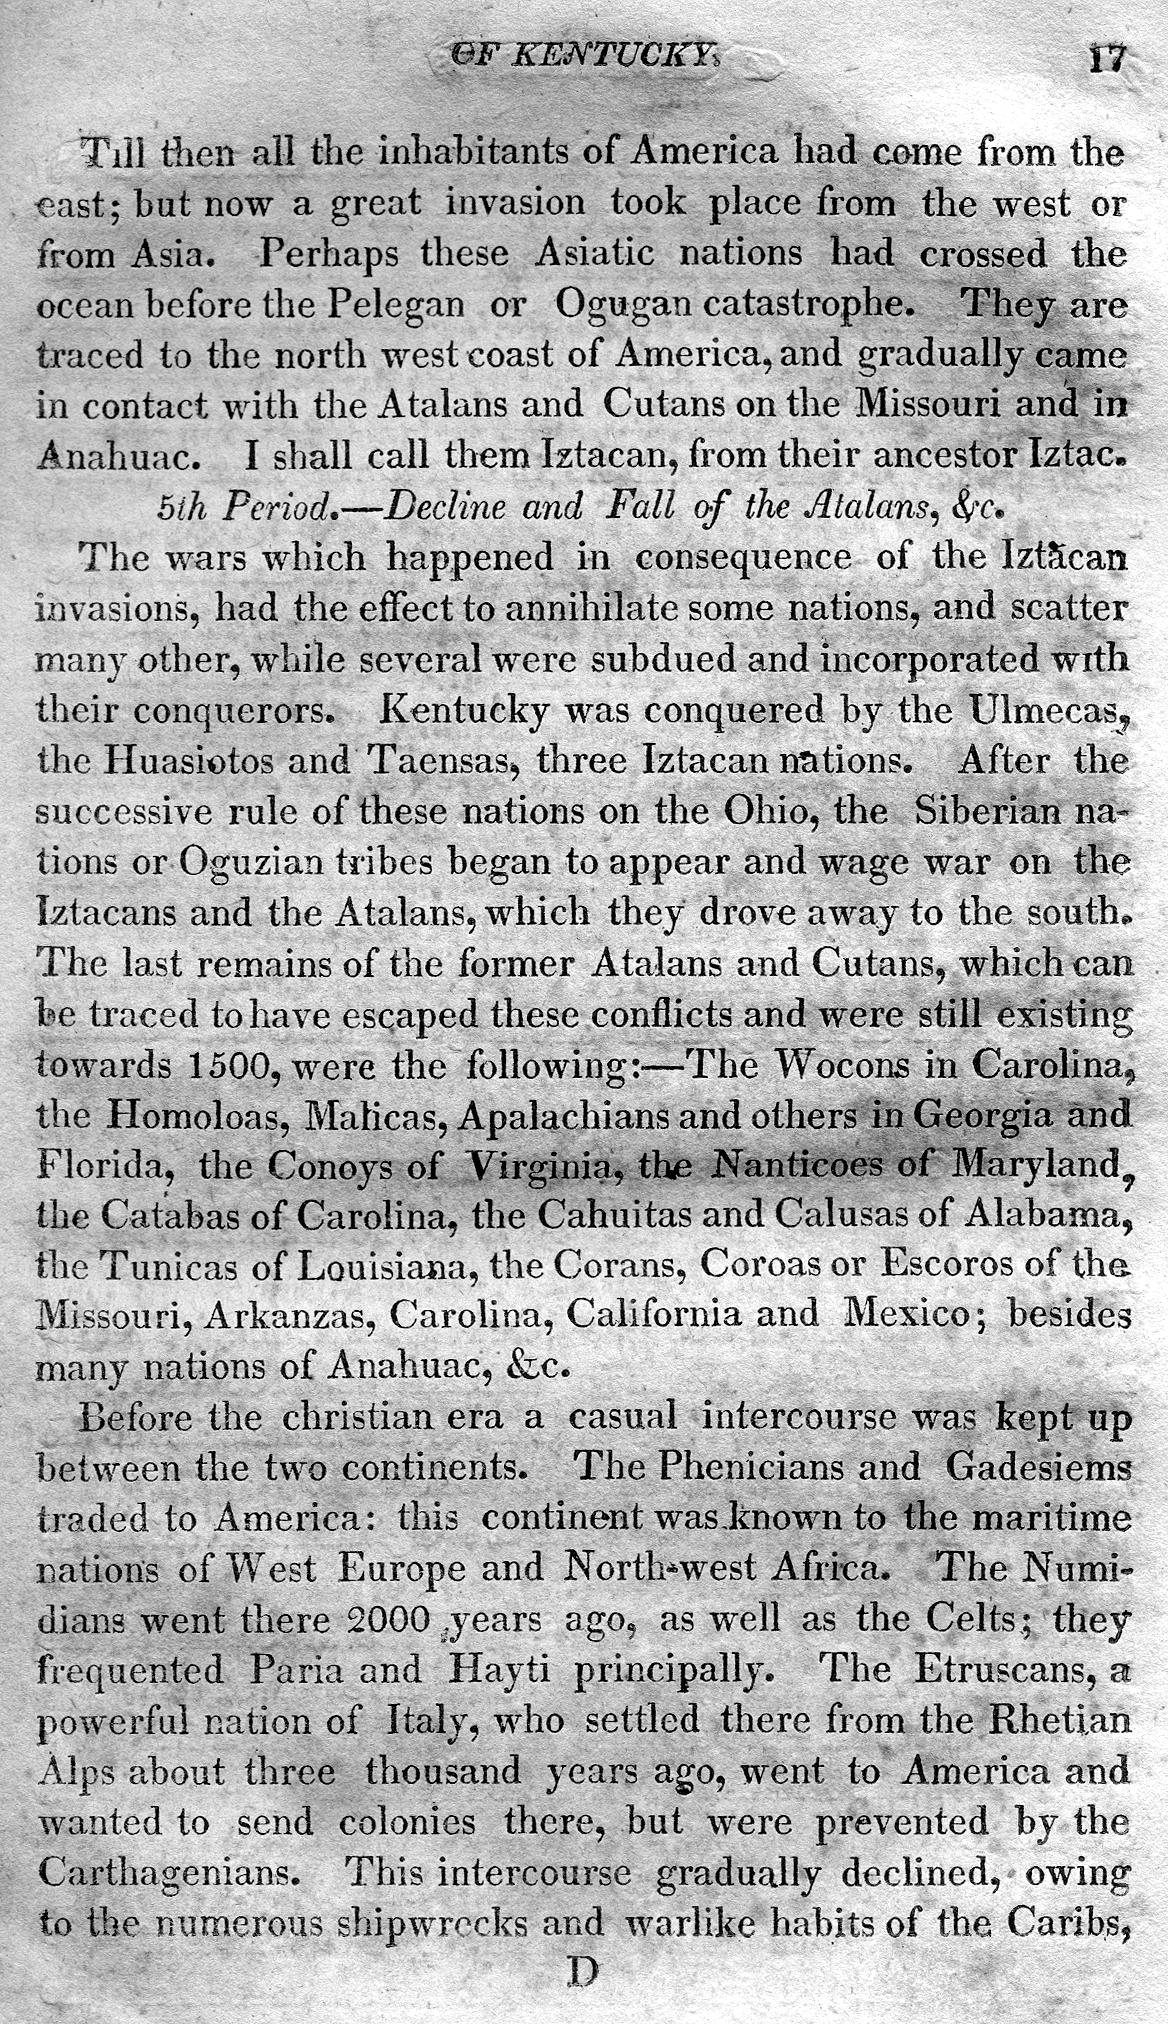 OF KENTUCKY. 17
Till then all the inhabitants of America had come from the
east; but now a great invasion took place from the west or
from Asia. Perhaps these Asiatic nations had crossed the
ocean before the Pelegan or Ogugan catastrophe. They are
traced to the north west coast of America, and gradually came
in contact with the Atalans and Cutans on the Missouri and in
Anahuac. I shall call them Iztacan, from their ancestor Iztac.
5th Period.—Decline and Fall of the Atalans, &c.
The wars which happened in consequence of the Iztacan
invasions, had the effect to annihilate some nations, and scatter
many other, while several were subdued and incorporated with
their conquerors. Kentucky was conquered by the Ulmecas,
the Huasiotos and Taensas, three Iztacan nations. After the
successive rule of these nations on the Ohio, the Siberian na-
tions or Oguzian tribes began to appear and wage war on the
Iztacans and the Atalans, which they drove away to the south.
The last remains of the former Atalans and Cutans, which can
be traced to have escaped these conflicts and were still existing
towards 1500, were the following:—The Wocons in Carolina,
the Homoloas, Malicas, Apalachians and others in Georgia and
Florida, the Conoys of Virginia, the Nanticoes of Maryland,
the Catabas of Carolina, the Cahuitas and Calusas of Alabama,
the Tunicas of Louisiana, the Corans, Coroas or Escoros of the
Missouri, Arkanzas, Carolina, California and Mexico; besides
many nations of Anahuac, &c.
Before the christian era a casual intercourse was kept up
between the two continents. The Phenicians and Gadesiems
traded to America: this continent was known to the maritime
nations of West Europe and North-west Africa. The Numi-
dians went there 2000 years ago, as well as the Celts; they
frequented Paria and Hayti principally. The Etruscans, a
powerful nation of Italy, who settled there from the Rhetian
Alps about three thousand years ago, went to America and
wanted to send colonies there, but were prevented by the
Carthagenians. This intercourse gradually declined, owing
to the numerous shipwrecks and warlike habits of the Caribs,
D